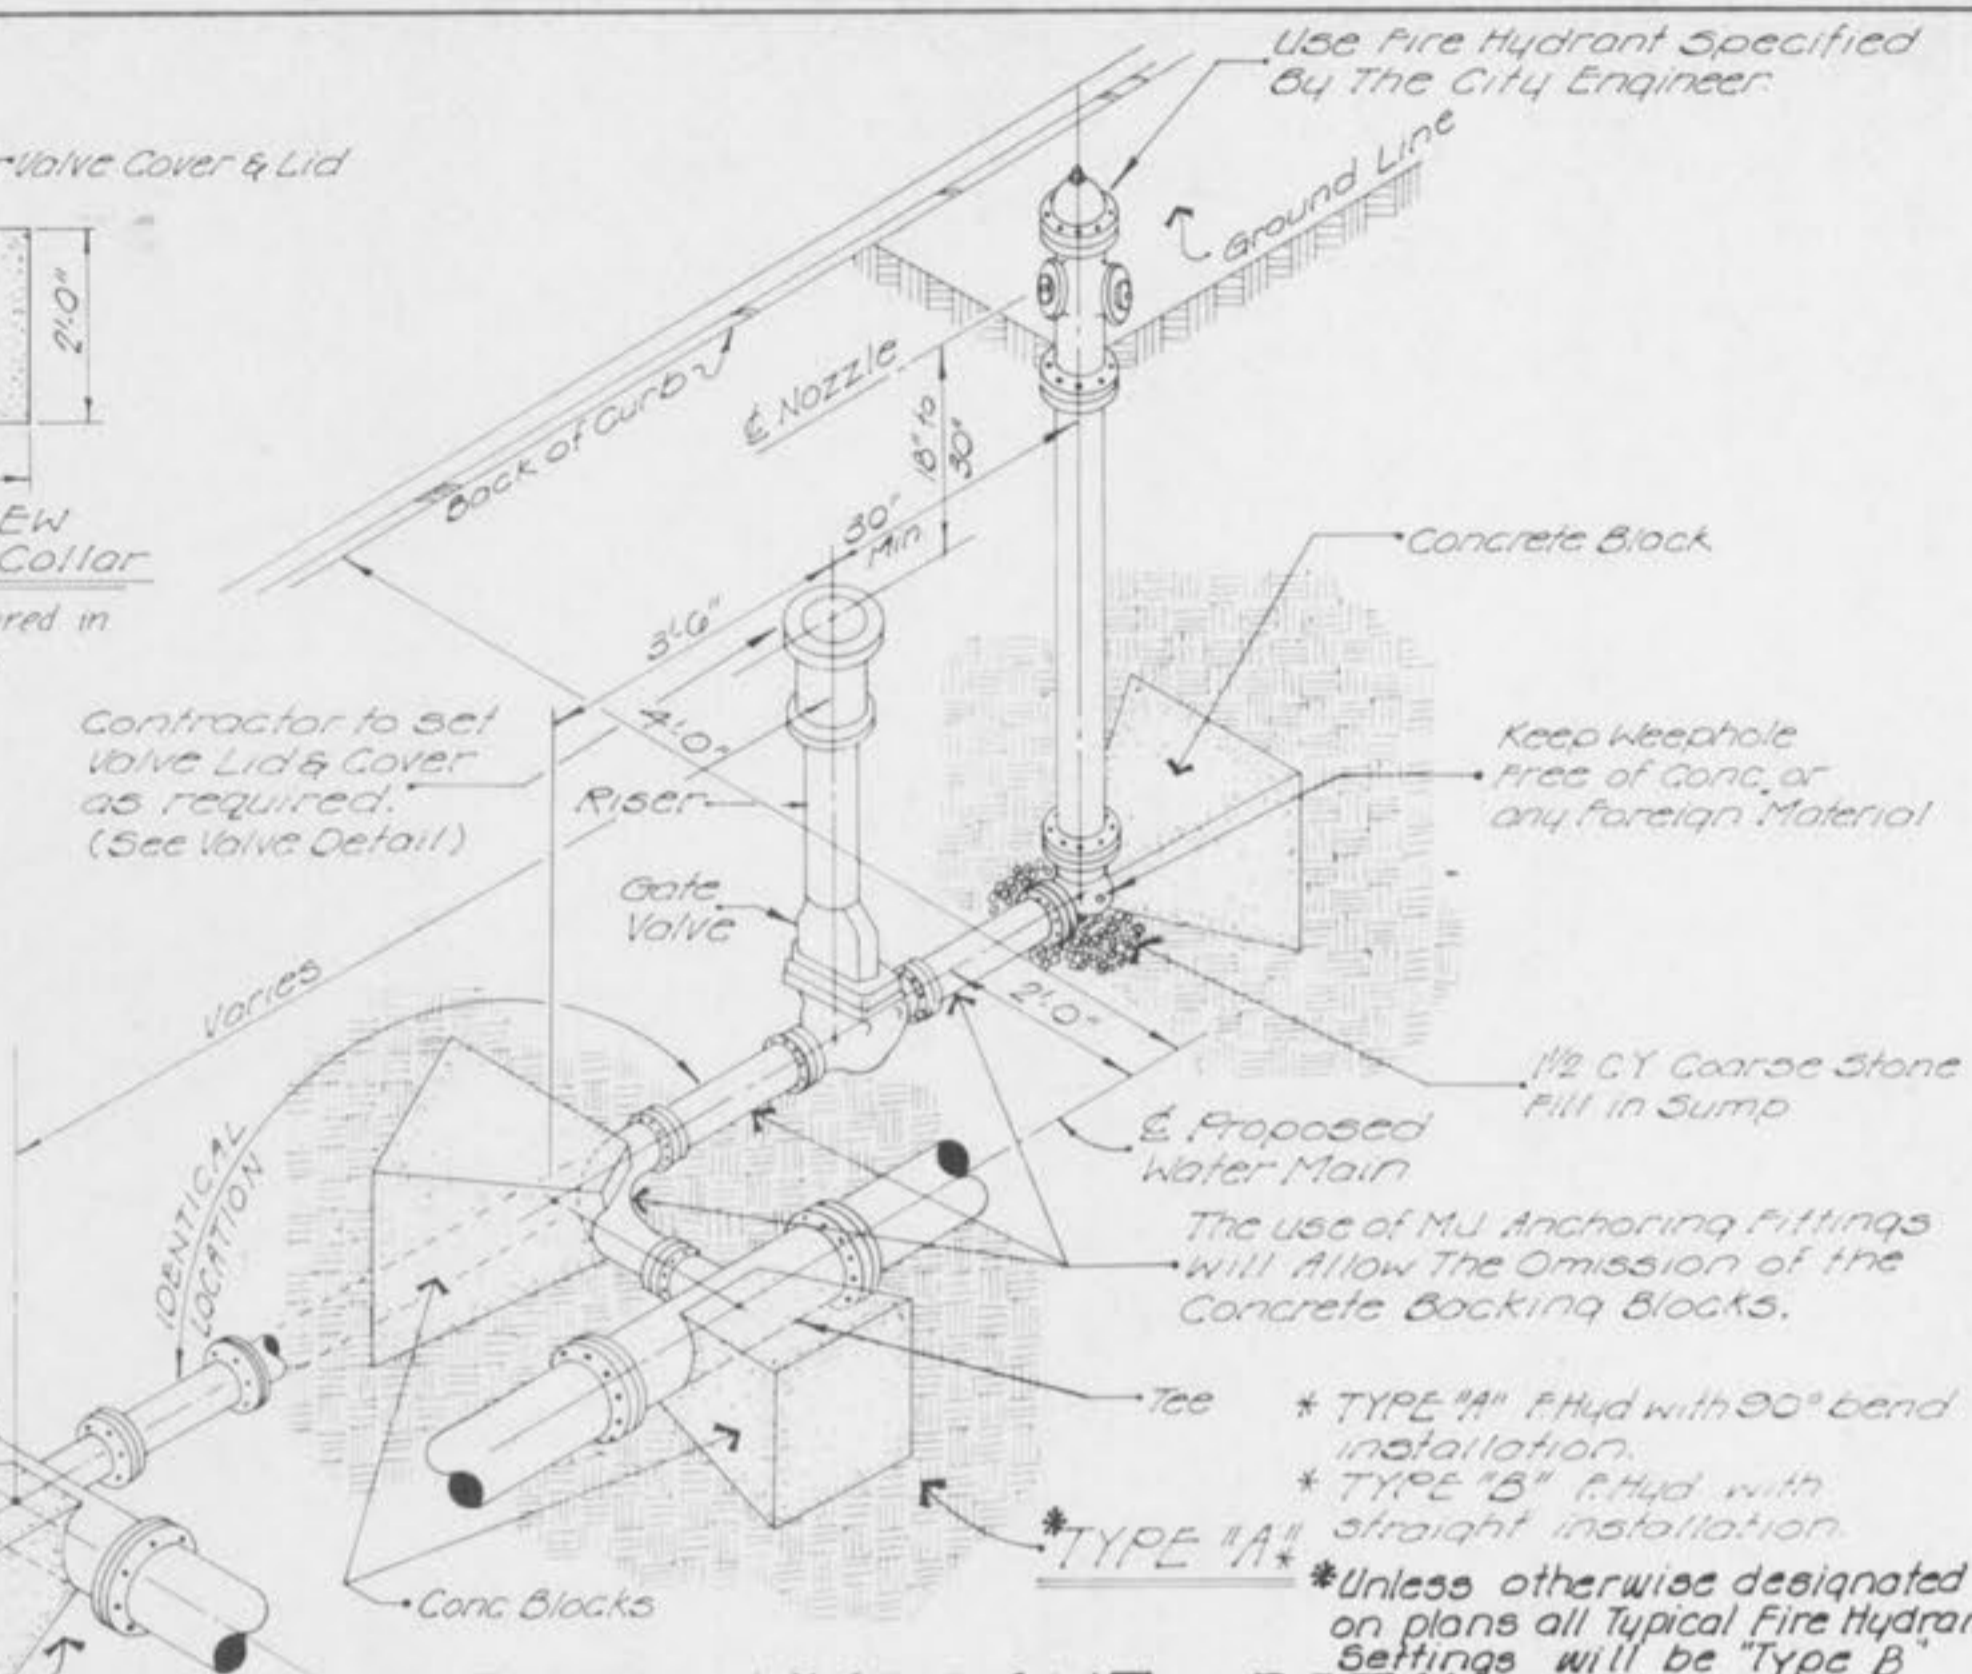 Use Fire Hydrant Specified
By The City Engineer
Valve Cover & Lid
Ground Line
2'-0"
Back of Curb
℄ Nozzle
18" to
30"
30"
Min
EW
Collar
red in
Concrete Block
3'-6"
4'-0"
Contractor to set
Valve Lid & Cover
as required.
(See Valve Detail)
Riser
Keep Weephole
Free of Conc. or
any Foreign Material
Gate
Valve
Varies
2'-0"
1½ CY Coarse Stone
Fill in Sump
℄ Proposed
Water Main
IDENTICAL
LOCATION
The use of MJ Anchoring Fittings
Will Allow The Omission of the
Concrete Backing Blocks.
Tee
* TYPE "A" F.Hyd with 90° bend
installation.
* TYPE "B" F.Hyd with
straight installation.
*TYPE "A"*
Conc Blocks
*Unless otherwise designated
on plans all Typical Fire Hydran
Settings will be "Type B"